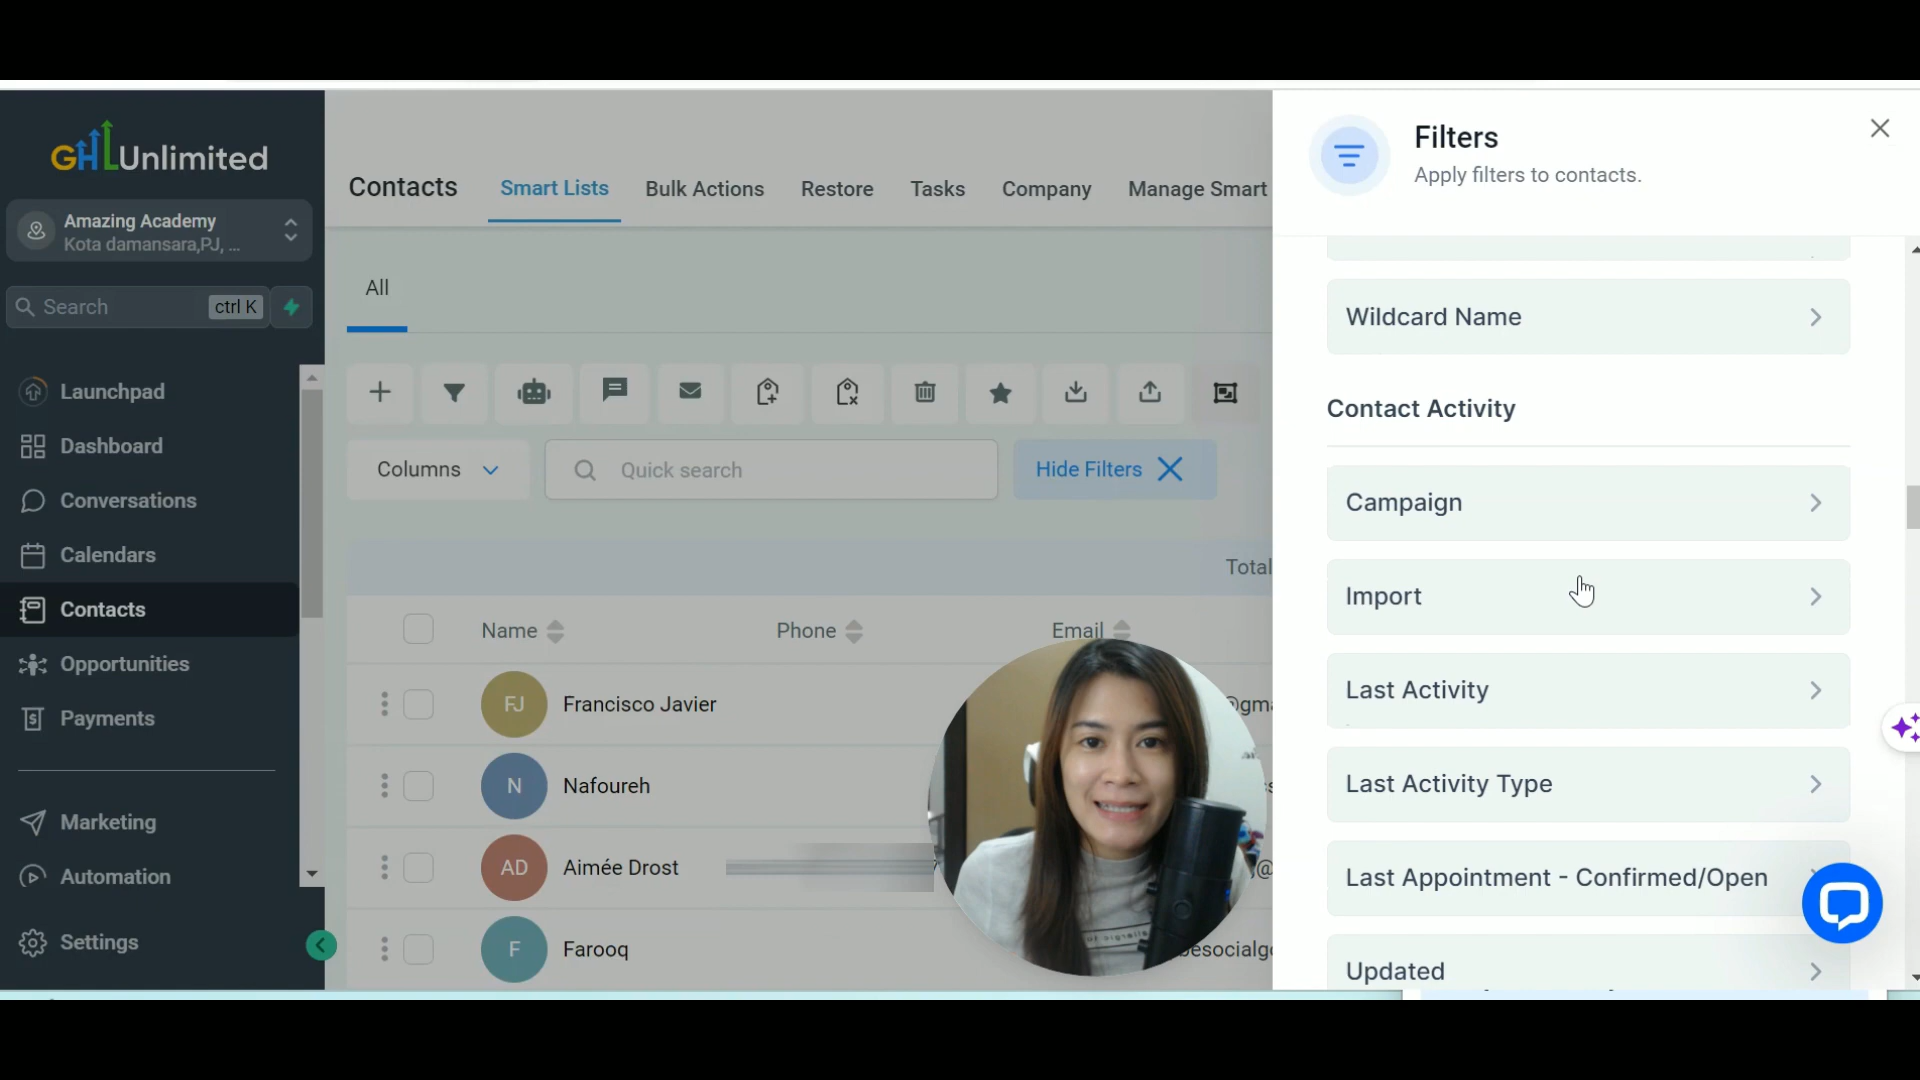 GHLUnlimited
Amazing Academy
Kota damansara,PJ, ...
Search ctrl K
Launchpad
Dashboard
Conversations
Calendars
Contacts
Opportunities
Payments
Marketing
Automation
Settings
Contacts Smart Lists Bulk Actions Restore Tasks Company Manage Smart
All
Columns Quick search Hide Filters
Total
Name Phone Email
FJ Francisco Javier @gma
N Nafoureh
AD Aimée Drost @
F Farooq besocialgo
Filters
Apply filters to contacts.
Wildcard Name
Contact Activity
Campaign
Import
Last Activity
Last Activity Type
Last Appointment - Confirmed/Open
Updated